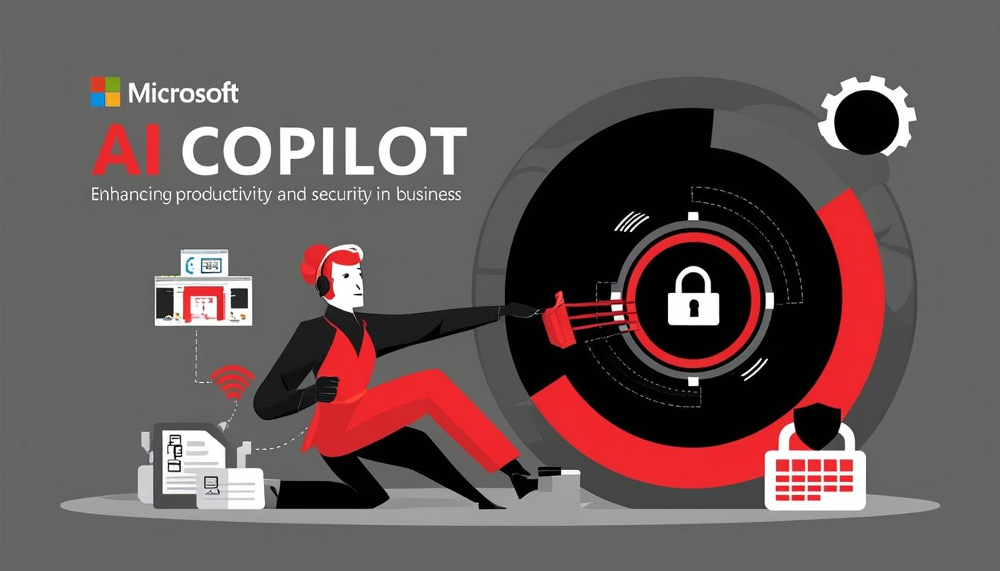 Microsoft
AI COPILOT
Enhancing productivity and security in business